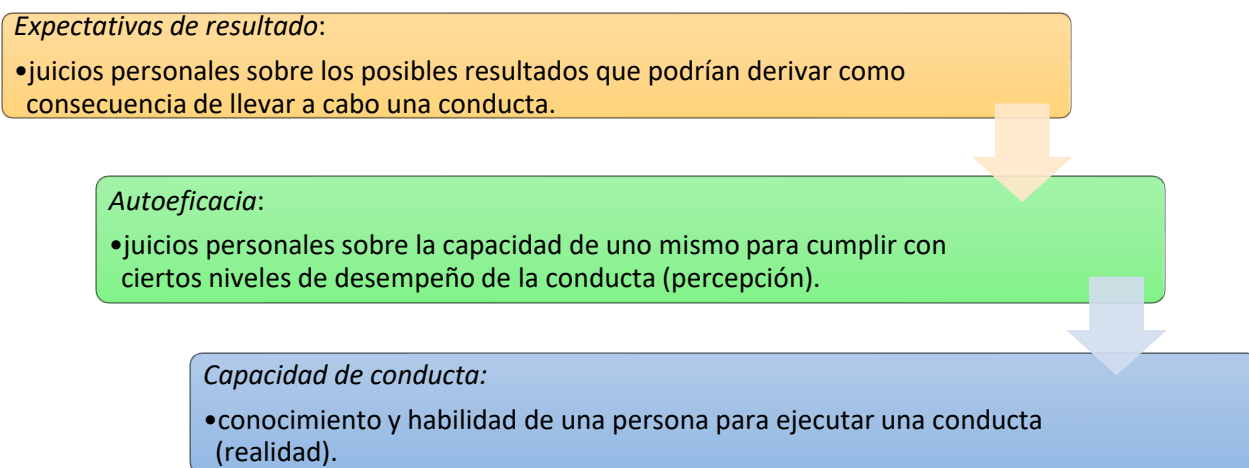 Expectativas de resultado:
•juicios personales sobre los posibles resultados que podrían derivar como
consecuencia de llevar a cabo una conducta.
Autoeficacia:
•juicios personales sobre la capacidad de uno mismo para cumplir con
ciertos niveles de desempeño de la conducta (percepción).
Capacidad de conducta:
•conocimiento y habilidad de una persona para ejecutar una conducta
(realidad).